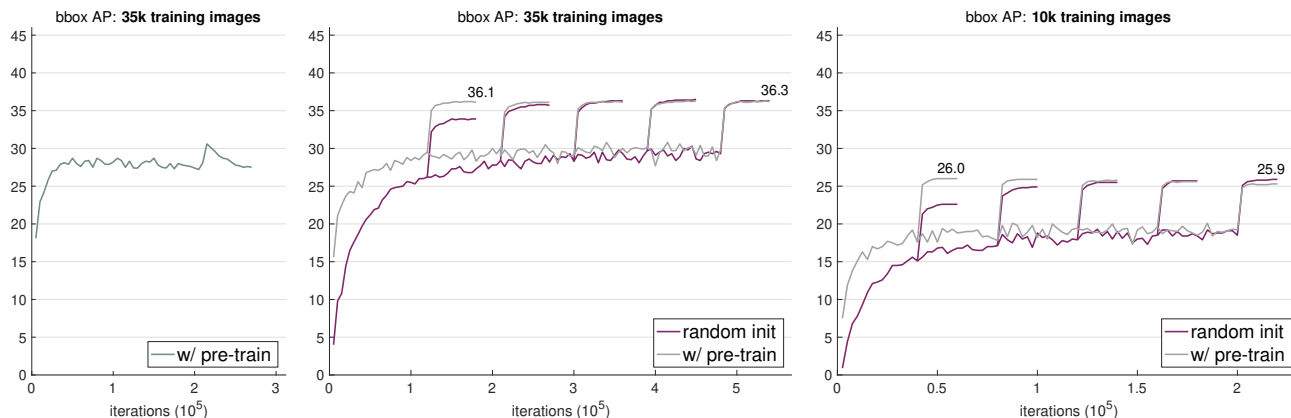 bbox AP: 35k training images
45
40
35
30
25
20
15
10
5
0
0 1 2 3
iterations (10^5)
w/ pre-train
bbox AP: 35k training images
45
40
35
30
25
20
15
10
5
0
0 1 2 3 4 5
iterations (10^5)
36.1
36.3
random init
w/ pre-train
bbox AP: 10k training images
45
40
35
30
25
20
15
10
5
0
0 0.5 1 1.5 2
iterations (10^5)
26.0
25.9
random init
w/ pre-train